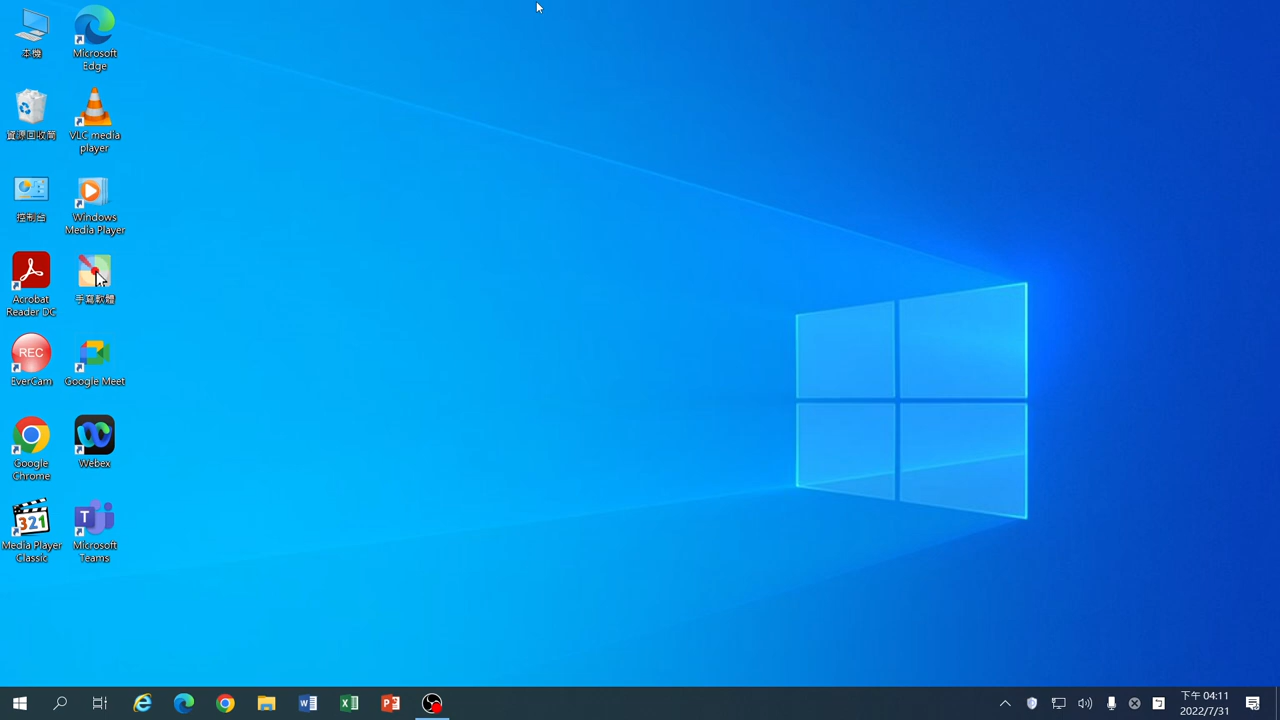 本機
Microsoft
Edge
資源回收筒
VLC media
player
控制台
Windows
Media Player
Acrobat
Reader DC
手寫軟體
REC
EverCam
Google Meet
Google
Chrome
Webex
321
Media Player
Classic
T
Microsoft
Teams
下午 04:11
2022/7/31